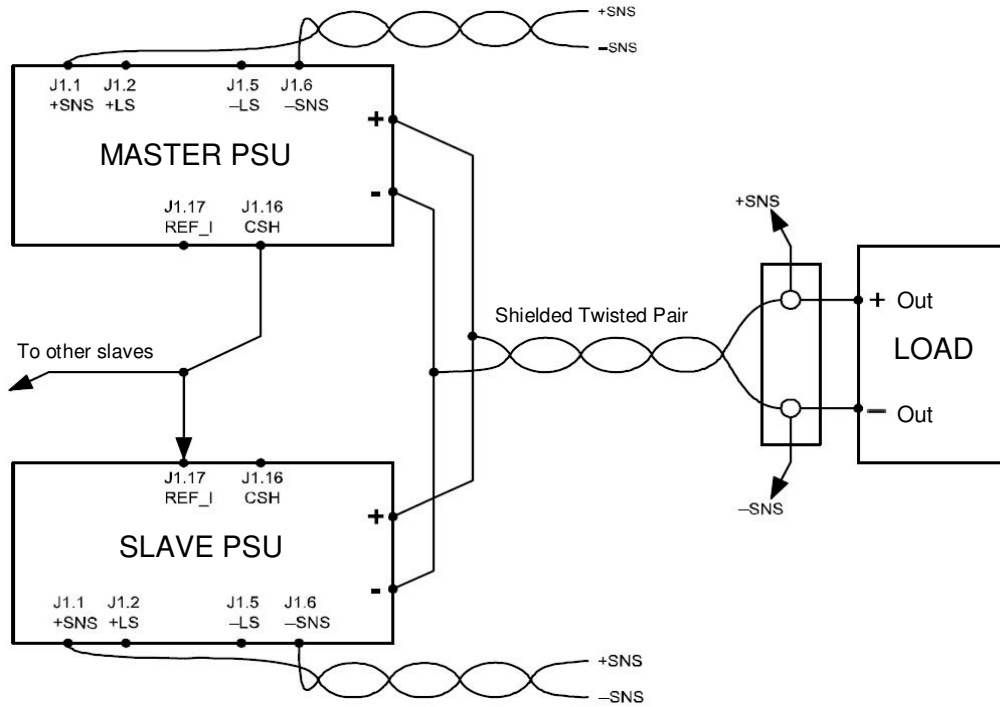 +SNS
–SNS
J1.1 J1.2 J1.5 J1.6
+SNS +LS –LS –SNS
+
MASTER PSU
-
J1.17 J1.16
REF_I CSH
+SNS
Shielded Twisted Pair
+ Out
LOAD
– Out
–SNS
To other slaves
J1.17 J1.16
REF_I CSH
+
SLAVE PSU
-
J1.1 J1.2 J1.5 J1.6
+SNS +LS –LS –SNS
+SNS
–SNS